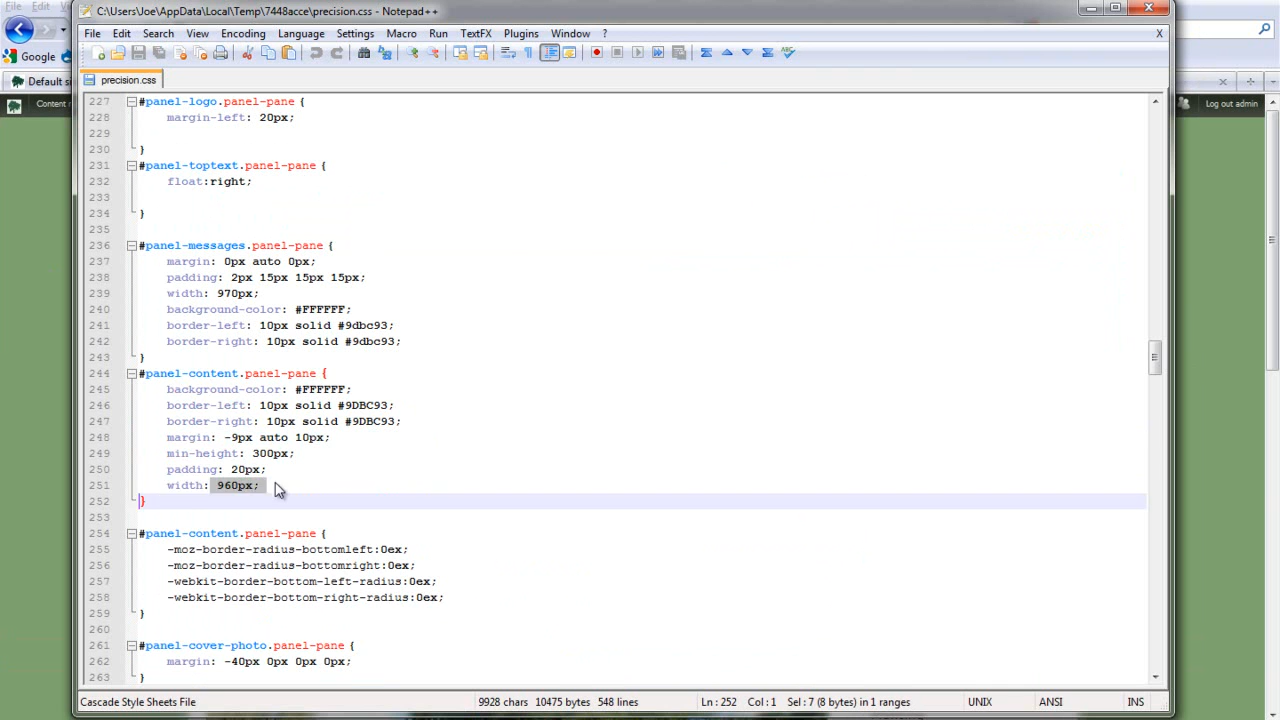 File Edit Vi
C:\Users\Joe\AppData\Local\Temp\7448acce\precision.css - Notepad++
File Edit Search View Encoding Language Settings Macro Run TextFX Plugins Window ? X
Google
precision.css
Default s
Content
Log out admin
227 #panel-logo.panel-pane {
228 margin-left: 20px;
229
230 }
231 #panel-toptext.panel-pane {
232 float:right;
233
234 }
235
236 #panel-messages.panel-pane {
237 margin: 0px auto 0px;
238 padding: 2px 15px 15px 15px;
239 width: 970px;
240 background-color: #FFFFFF;
241 border-left: 10px solid #9dbc93;
242 border-right: 10px solid #9dbc93;
243 }
244 #panel-content.panel-pane {
245 background-color: #FFFFFF;
246 border-left: 10px solid #9DBC93;
247 border-right: 10px solid #9DBC93;
248 margin: -9px auto 10px;
249 min-height: 300px;
250 padding: 20px;
251 width: 960px;
252 }
253
254 #panel-content.panel-pane {
255 -moz-border-radius-bottomleft:0ex;
256 -moz-border-radius-bottomright:0ex;
257 -webkit-border-bottom-left-radius:0ex;
258 -webkit-border-bottom-right-radius:0ex;
259 }
260
261 #panel-cover-photo.panel-pane {
262 margin: -40px 0px 0px 0px;
263 }
Cascade Style Sheets File 9928 chars 10475 bytes 548 lines Ln : 252 Col : 1 Sel : 7 (8 bytes) in 1 ranges UNIX ANSI INS